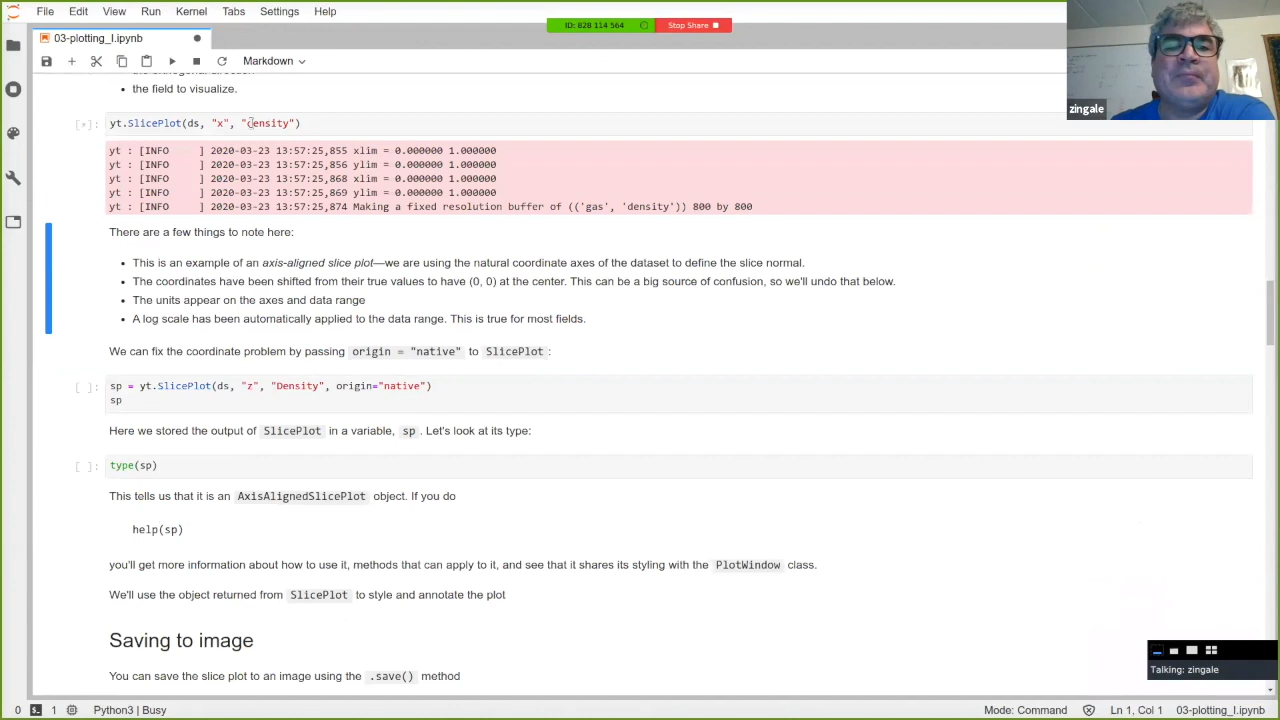 File Edit View Run Kernel Tabs Settings Help
ID: 828 114 564 Stop Share
03-plotting_I.ipynb
Markdown
the orthogonal direction
• the field to visualize.
[*]: yt.SlicePlot(ds, "x", "density")
yt : [INFO ] 2020-03-23 13:57:25,855 xlim = 0.000000 1.000000
yt : [INFO ] 2020-03-23 13:57:25,856 ylim = 0.000000 1.000000
yt : [INFO ] 2020-03-23 13:57:25,868 xlim = 0.000000 1.000000
yt : [INFO ] 2020-03-23 13:57:25,869 ylim = 0.000000 1.000000
yt : [INFO ] 2020-03-23 13:57:25,874 Making a fixed resolution buffer of (('gas', 'density')) 800 by 800
There are a few things to note here:
• This is an example of an axis-aligned slice plot—we are using the natural coordinate axes of the dataset to define the slice normal.
• The coordinates have been shifted from their true values to have (0, 0) at the center. This can be a big source of confusion, so we'll undo that below.
• The units appear on the axes and data range
• A log scale has been automatically applied to the data range. This is true for most fields.
We can fix the coordinate problem by passing origin = "native" to SlicePlot:
[ ]: sp = yt.SlicePlot(ds, "z", "Density", origin="native")
sp
Here we stored the output of SlicePlot in a variable, sp. Let's look at its type:
[ ]: type(sp)
This tells us that it is an AxisAlignedSlicePlot object. If you do
help(sp)
you'll get more information about how to use it, methods that can apply to it, and see that it shares its styling with the PlotWindow class.
We'll use the object returned from SlicePlot to style and annotate the plot
Saving to image
You can save the slice plot to an image using the .save() method
zingale
Talking: zingale
0 1 Python3 | Busy Mode: Command Ln 1, Col 1 03-plotting_I.ipynb